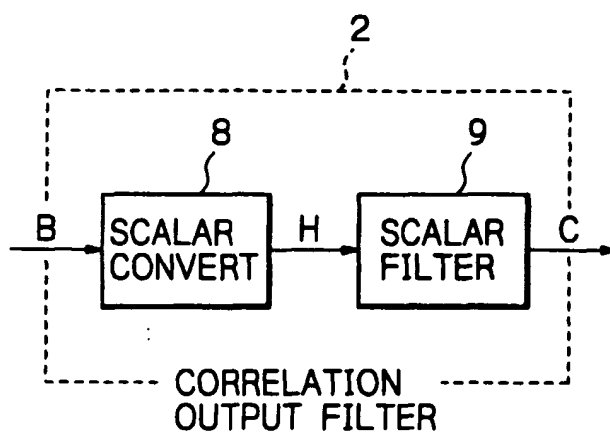 2
8
9
B
SCALAR
CONVERT
H
SCALAR
FILTER
C
CORRELATION
OUTPUT FILTER